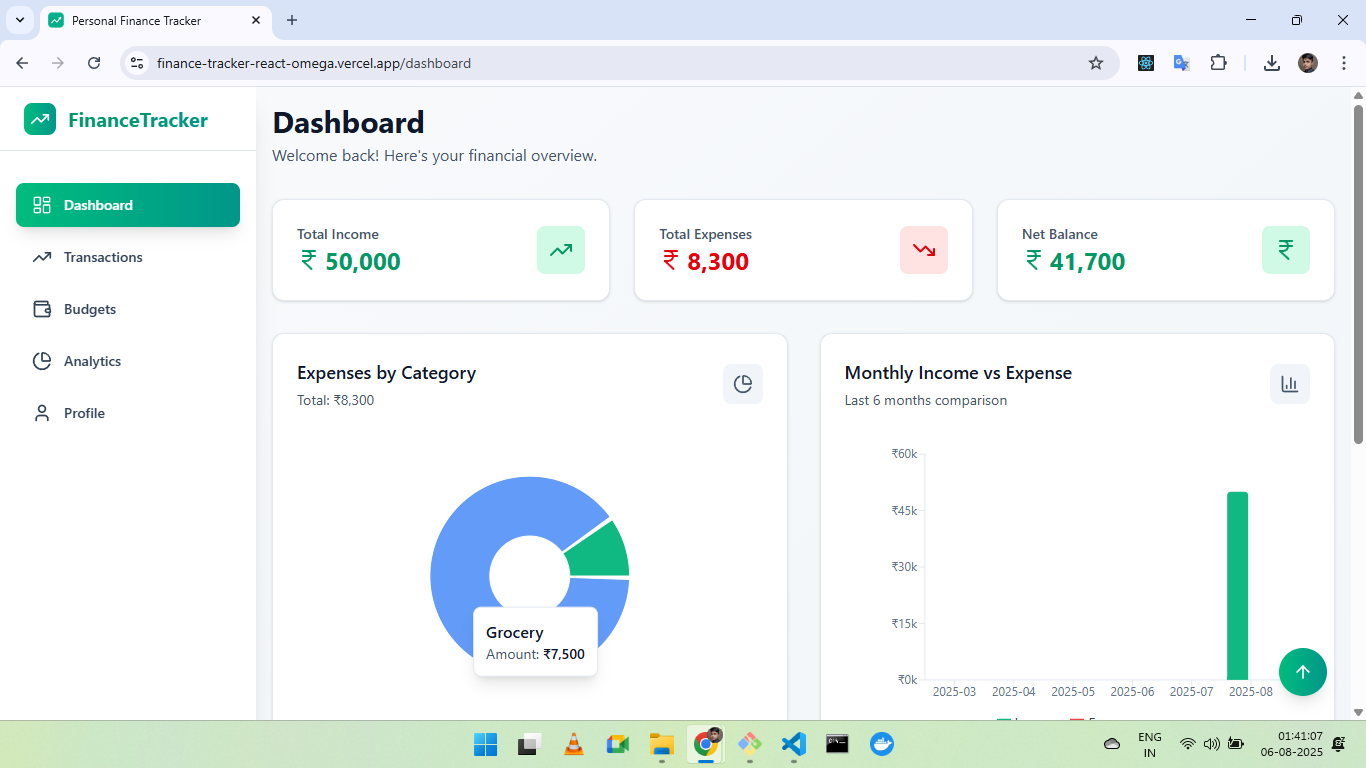 Personal Finance Tracker
finance-tracker-react-omega.vercel.app/dashboard
FinanceTracker
Dashboard
Transactions
Budgets
Analytics
Profile
Dashboard
Welcome back! Here's your financial overview.
Total Income
₹ 50,000
Total Expenses
₹ 8,300
Net Balance
₹ 41,700
Expenses by Category
Total: ₹8,300
Grocery
Amount: ₹7,500
Monthly Income vs Expense
Last 6 months comparison
₹60k
₹45k
₹30k
₹15k
₹0k
2025-03 2025-04 2025-05 2025-06 2025-07 2025-08
ENG
IN
01:41:07
06-08-2025